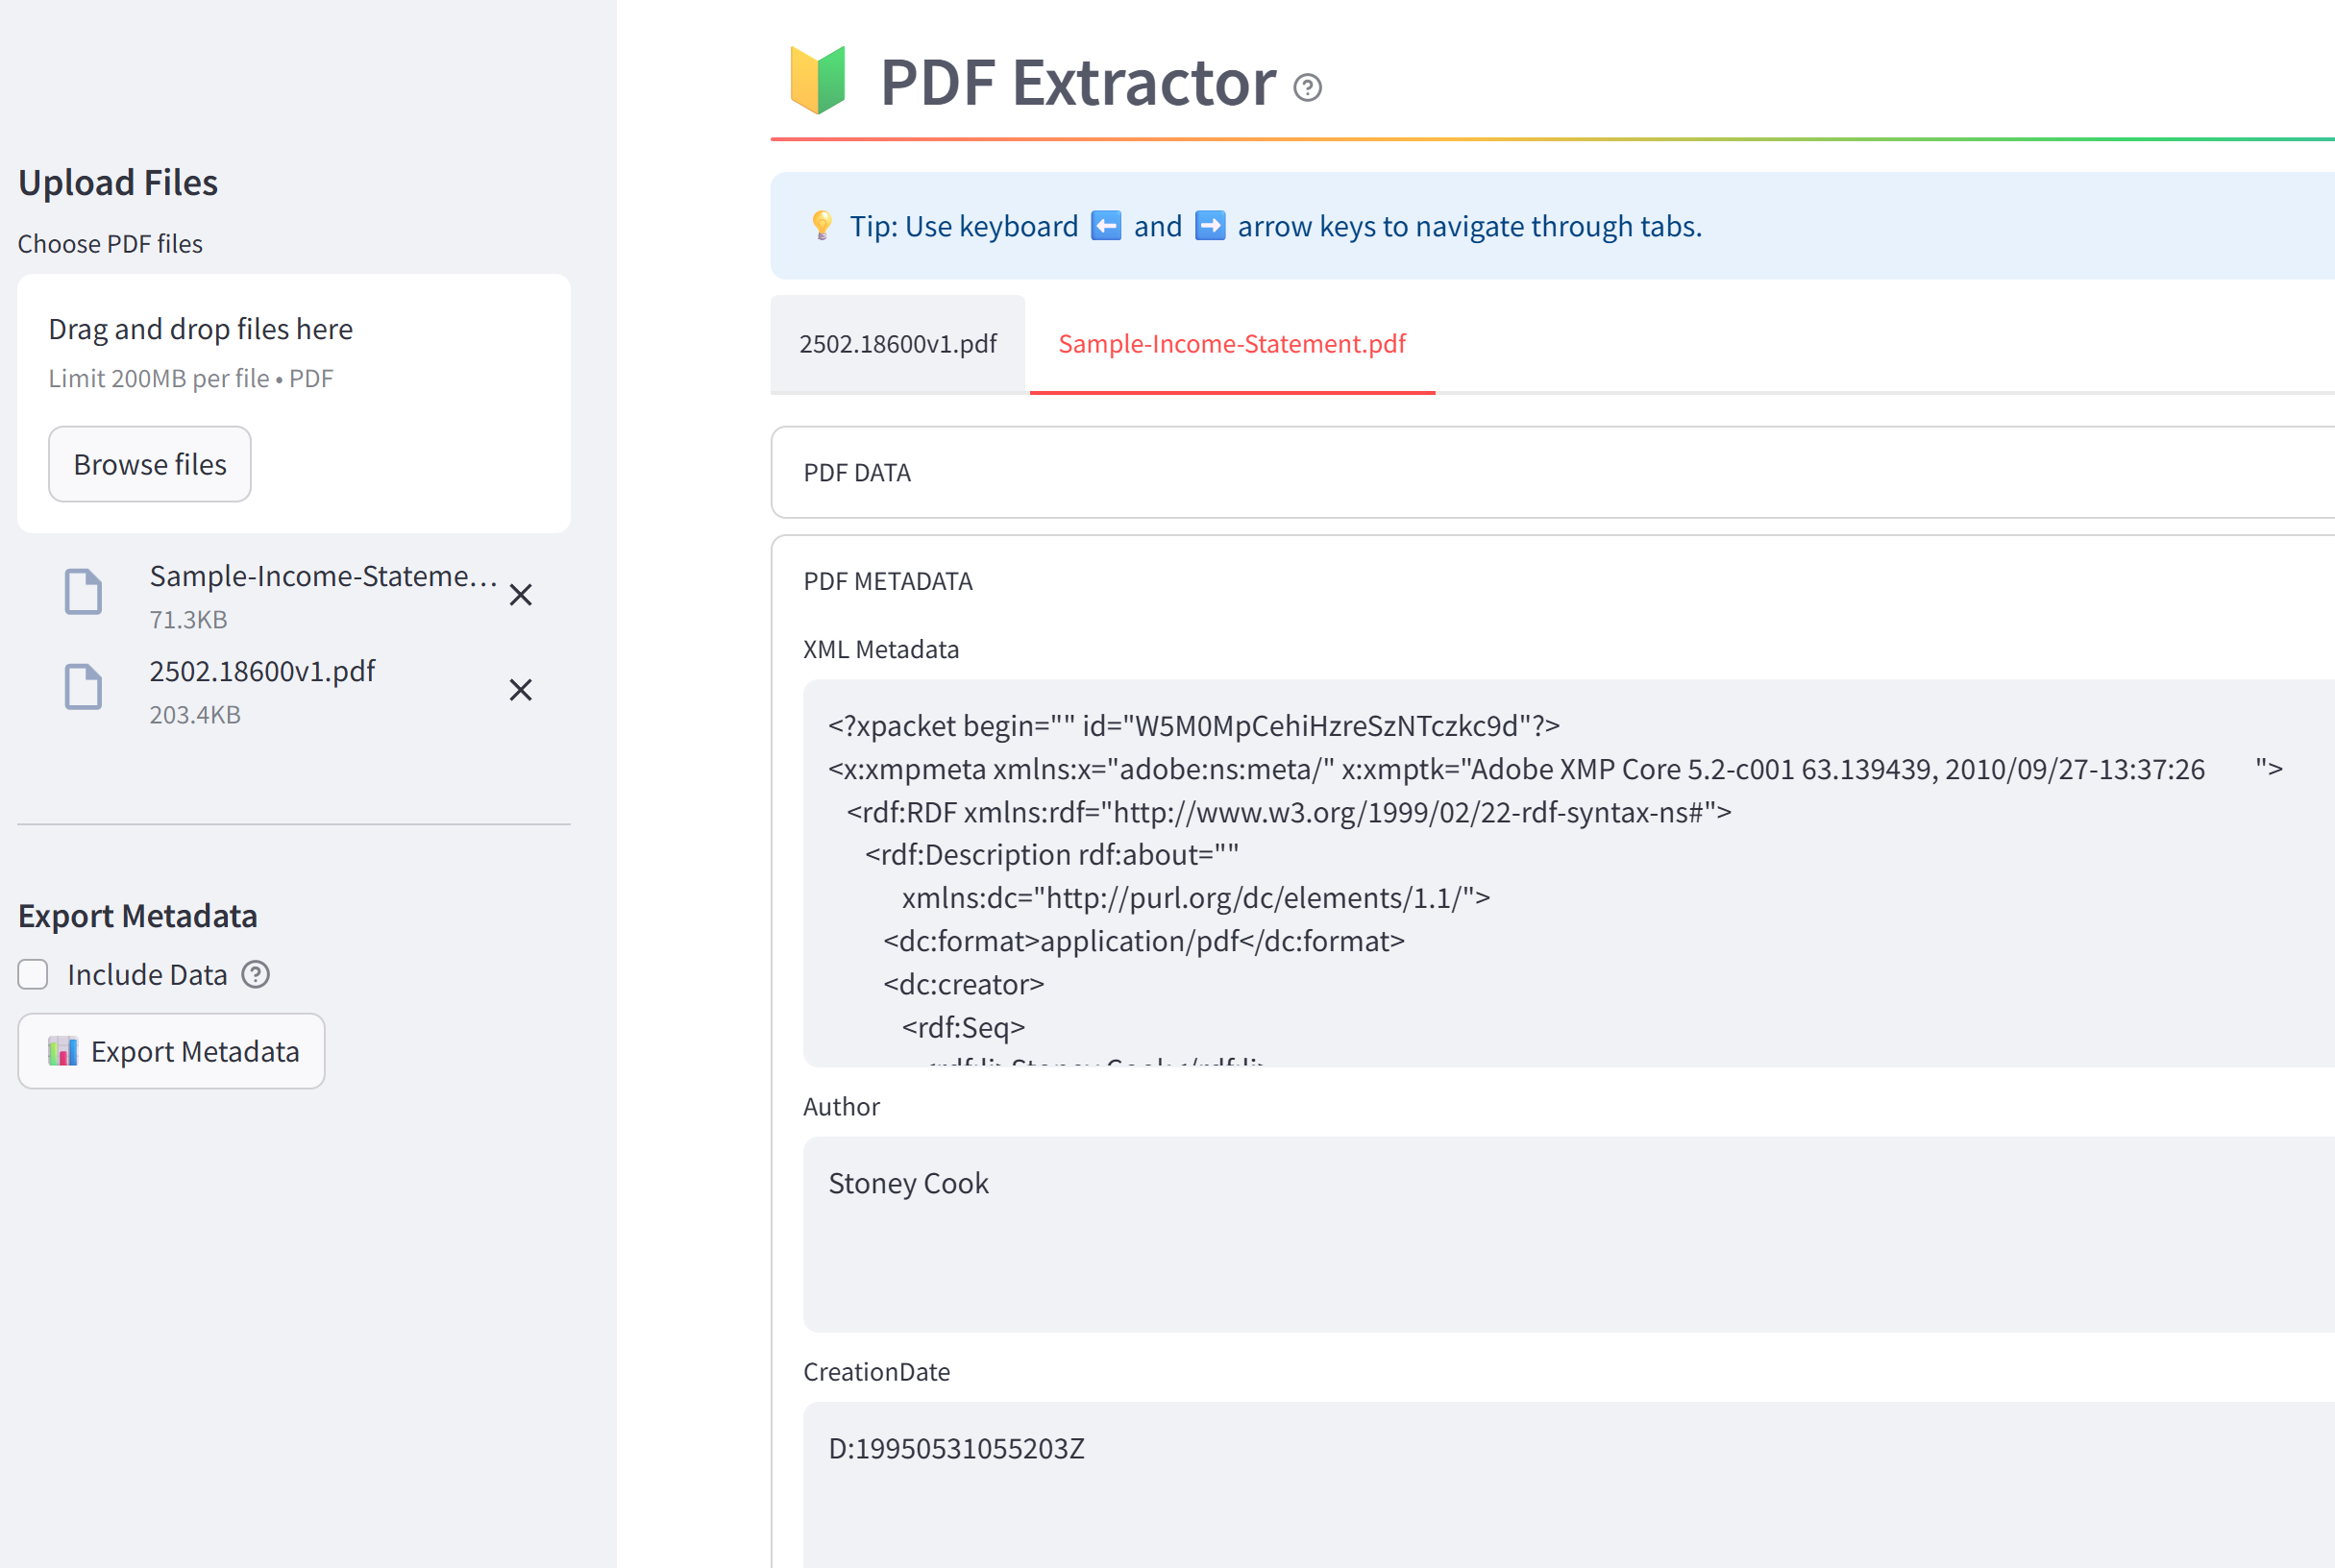 Upload Files
Choose PDF files
Drag and drop files here
Limit 200MB per file • PDF
Browse files
Sample-Income-Stateme...
71.3KB
2502.18600v1.pdf
203.4KB
Export Metadata
Include Data
Export Metadata
PDF Extractor
Tip: Use keyboard ⬅️ and ➡️ arrow keys to navigate through tabs.
2502.18600v1.pdf
Sample-Income-Statement.pdf
PDF DATA
PDF METADATA
XML Metadata
<?xpacket begin="" id="W5M0MpCehiHzreSzNTczkc9d"?>
<x:xmpmeta xmlns:x="adobe:ns:meta/" x:xmptk="Adobe XMP Core 5.2-c001 63.139439, 2010/09/27-13:37:26        ">
<rdf:RDF xmlns:rdf="http://www.w3.org/1999/02/22-rdf-syntax-ns#">
<rdf:Description rdf:about=""
xmlns:dc="http://purl.org/dc/elements/1.1/">
<dc:format>application/pdf</dc:format>
<dc:creator>
<rdf:Seq>
<rdf:li>Stoney Cook</rdf:li>
Author
Stoney Cook
CreationDate
D:19950531055203Z